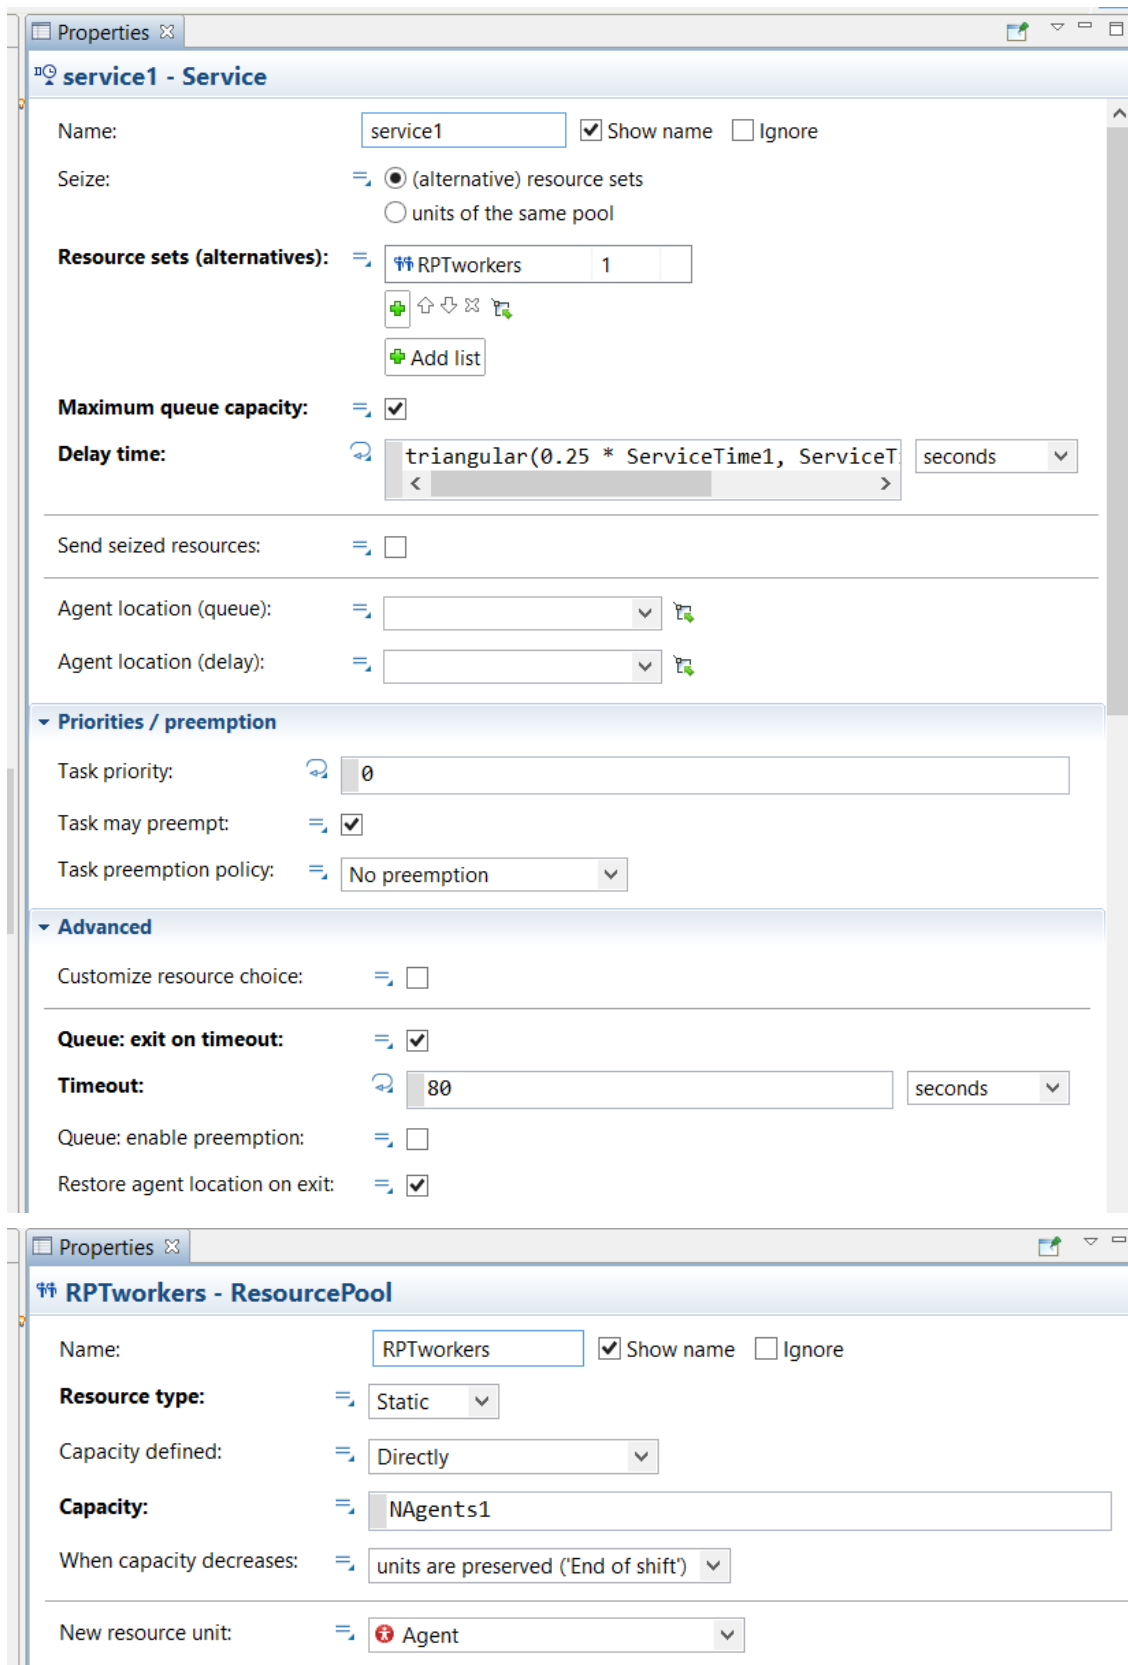 Properties
service1 - Service
Name: service1 Show name Ignore
Seize: (alternative) resource sets
units of the same pool
Resource sets (alternatives): RPTworkers 1
Add list
Maximum queue capacity:
Delay time: triangular(0.25 * ServiceTime1, ServiceT seconds
Send seized resources:
Agent location (queue):
Agent location (delay):
Priorities / preemption
Task priority: 0
Task may preempt:
Task preemption policy: No preemption
Advanced
Customize resource choice:
Queue: exit on timeout:
Timeout: 80 seconds
Queue: enable preemption:
Restore agent location on exit:
Properties
RPTworkers - ResourcePool
Name: RPTworkers Show name Ignore
Resource type: Static
Capacity defined: Directly
Capacity: NAgents1
When capacity decreases: units are preserved ('End of shift')
New resource unit: Agent